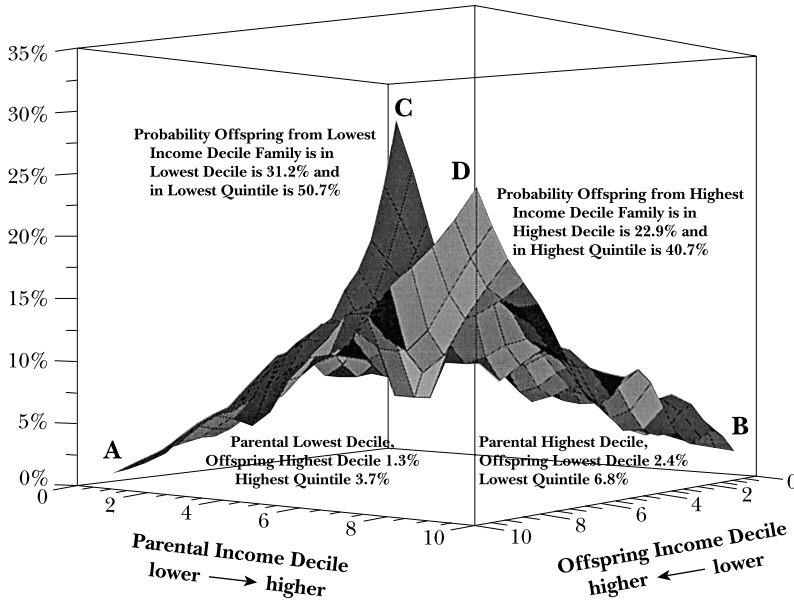 35%
30%
25%
20%
15%
10%
5%
0%
C
D
Probability Offspring from Lowest
Income Decile Family is in
Lowest Decile is 31.2% and
in Lowest Quintile is 50.7%
Probability Offspring from Highest
Income Decile Family is in
Highest Decile is 22.9% and
in Highest Quintile is 40.7%
A
B
Parental Lowest Decile,
Offspring Highest Decile 1.3%
Highest Quintile 3.7%
Parental Highest Decile,
Offspring Lowest Decile 2.4%
Lowest Quintile 6.8%
0
2
4
6
8
10
10
8
6
4
2
0
Parental Income Decile
lower → higher
Offspring Income Decile
higher ← lower